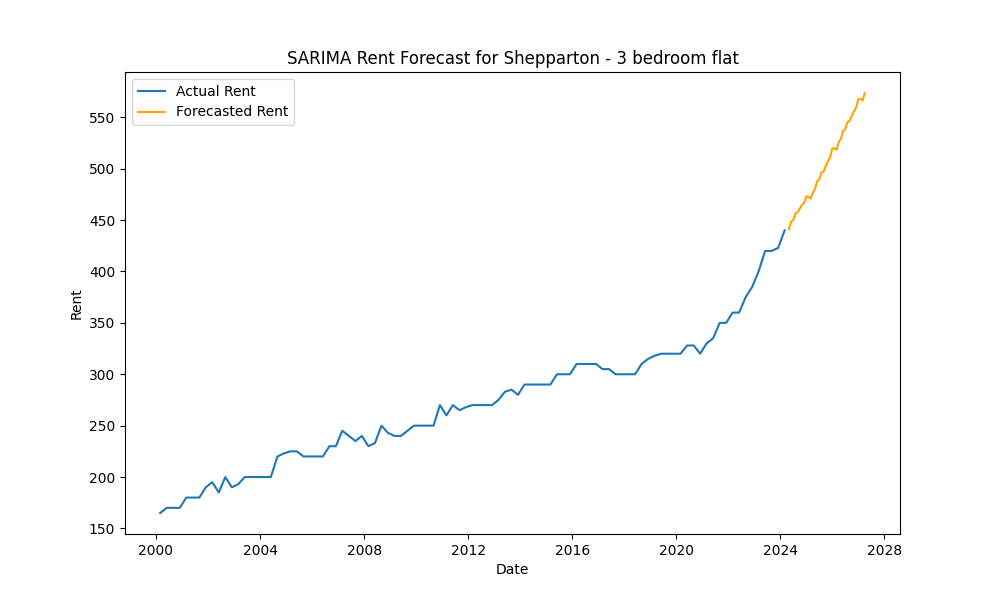 SARIMA Rent Forecast for Shepparton - 3 bedroom flat
Actual Rent
Forecasted Rent
550
500
450
400
350
300
250
200
150
Rent
2000 2004 2008 2012 2016 2020 2024 2028
Date